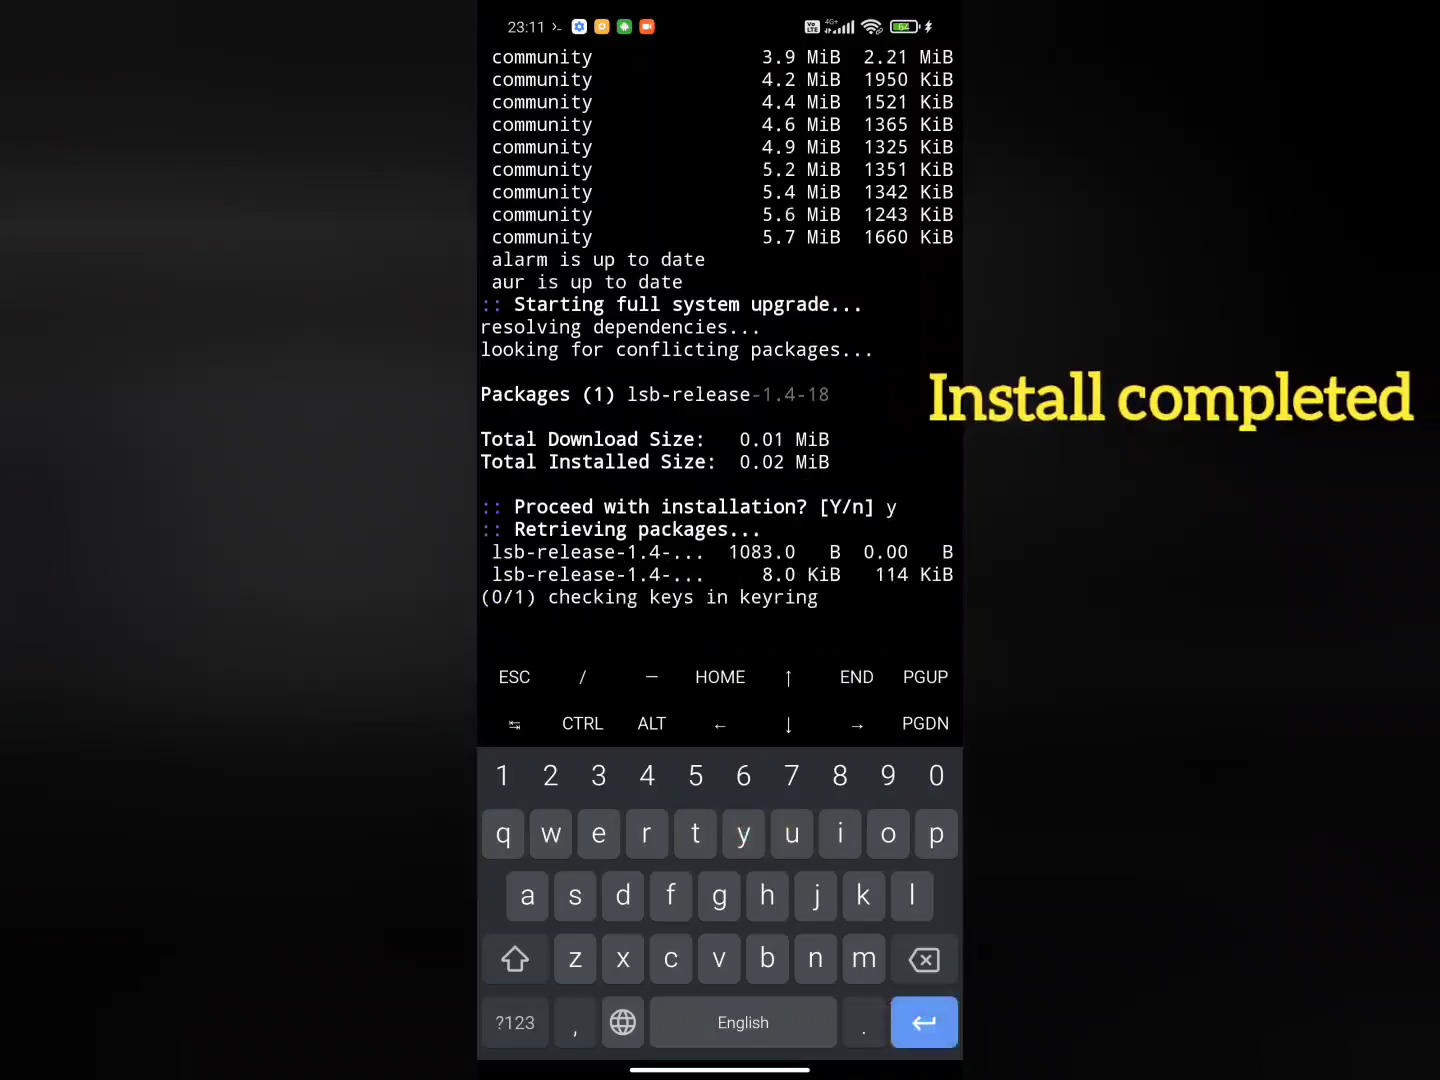 23:11 >_ Vo LTE 4G+ 64
community 3.9 MiB 2.21 MiB
community 4.2 MiB 1950 KiB
community 4.4 MiB 1521 KiB
community 4.6 MiB 1365 KiB
community 4.9 MiB 1325 KiB
community 5.2 MiB 1351 KiB
community 5.4 MiB 1342 KiB
community 5.6 MiB 1243 KiB
community 5.7 MiB 1660 KiB
alarm is up to date
aur is up to date
:: Starting full system upgrade...
resolving dependencies...
looking for conflicting packages...
Packages (1) lsb-release-1.4-18
Install completed
Total Download Size: 0.01 MiB
Total Installed Size: 0.02 MiB
:: Proceed with installation? [Y/n] y
:: Retrieving packages...
lsb-release-1.4-... 1083.0 B 0.00 B
lsb-release-1.4-... 8.0 KiB 114 KiB
(0/1) checking keys in keyring
ESC / — HOME ↑ END PGUP
↹ CTRL ALT ← ↓ → PGDN
1 2 3 4 5 6 7 8 9 0
q w e r t y u i o p
a s d f g h j k l
z x c v b n m
?123 , English .